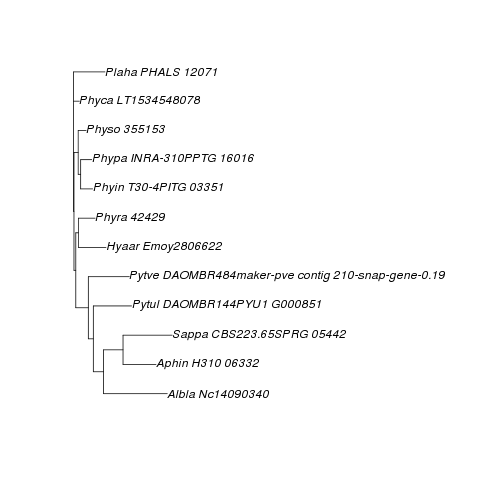 Plaha PHALS 12071
Phyca LT1534548078
Physo 355153
Phypa INRA-310PPTG 16016
Phyin T30-4PITG 03351
Phyra 42429
Hyaar Emoy2806622
Pytve DAOMBR484maker-pve contig 210-snap-gene-0.19
Pytul DAOMBR144PYU1 G000851
Sappa CBS223.65SPRG 05442
Aphin H310 06332
Albla Nc14090340